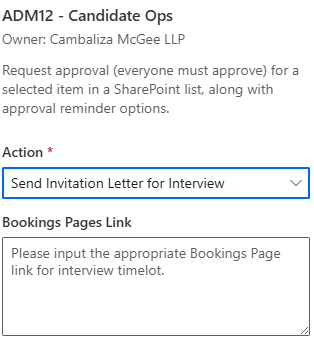 ADM12 - Candidate Ops
Owner: Cambaliza McGee LLP
Request approval (everyone must approve) for a
selected item in a SharePoint list, along with
approval reminder options.
Action *
Send Invitation Letter for Interview
Bookings Pages Link
Please input the appropriate Bookings Page
link for interview timelot.